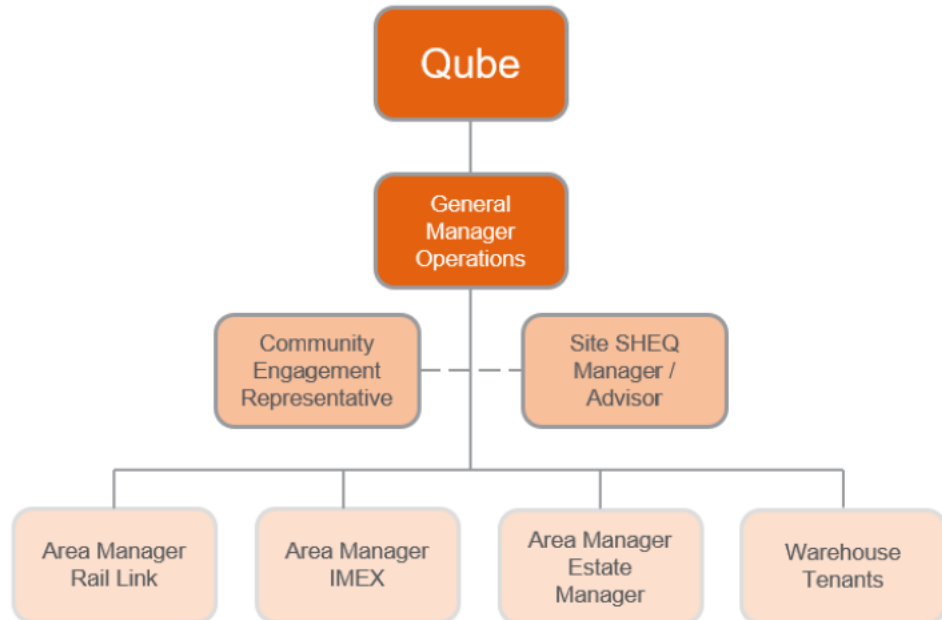 Qube
General
Manager
Operations
Community
Engagement
Representative
Site SHEQ
Manager /
Advisor
Area Manager
Rail Link
Area Manager
IMEX
Area Manager
Estate
Manager
Warehouse
Tenants